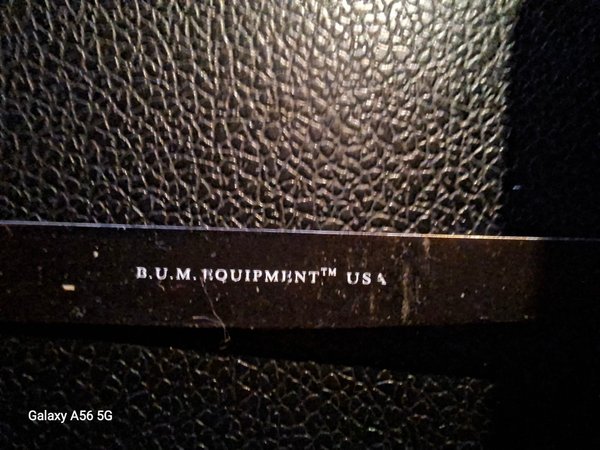 B.U.M. EQUIPMENT™ USA
Galaxy A56 5G